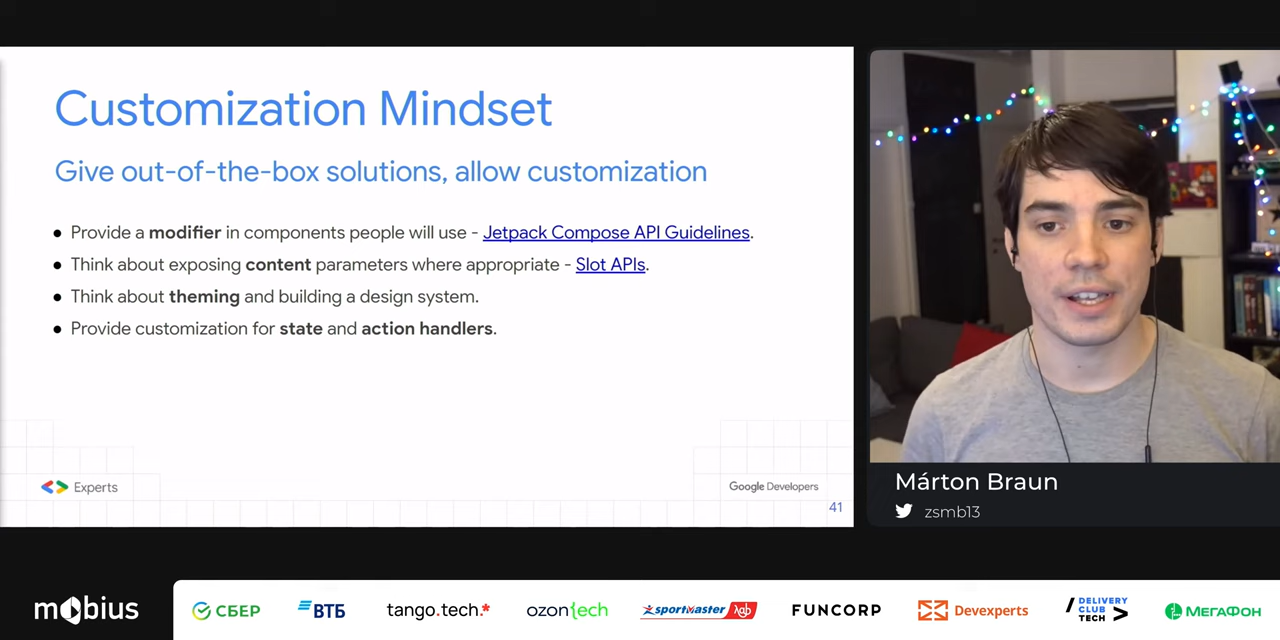 Customization Mindset
Give out-of-the-box solutions, allow customization
● Provide a modifier in components people will use - Jetpack Compose API Guidelines.
● Think about exposing content parameters where appropriate - Slot APIs.
● Think about theming and building a design system.
● Provide customization for state and action handlers.
Experts
Google Developers
41
Márton Braun
zsmb13
mobius
СБЕР
ВТБ
tango.tech.*
ozon{tech
sportmaster lab
FUNCORP
Devexperts
/DELIVERY
CLUB
TECH >
МЕГАФОН